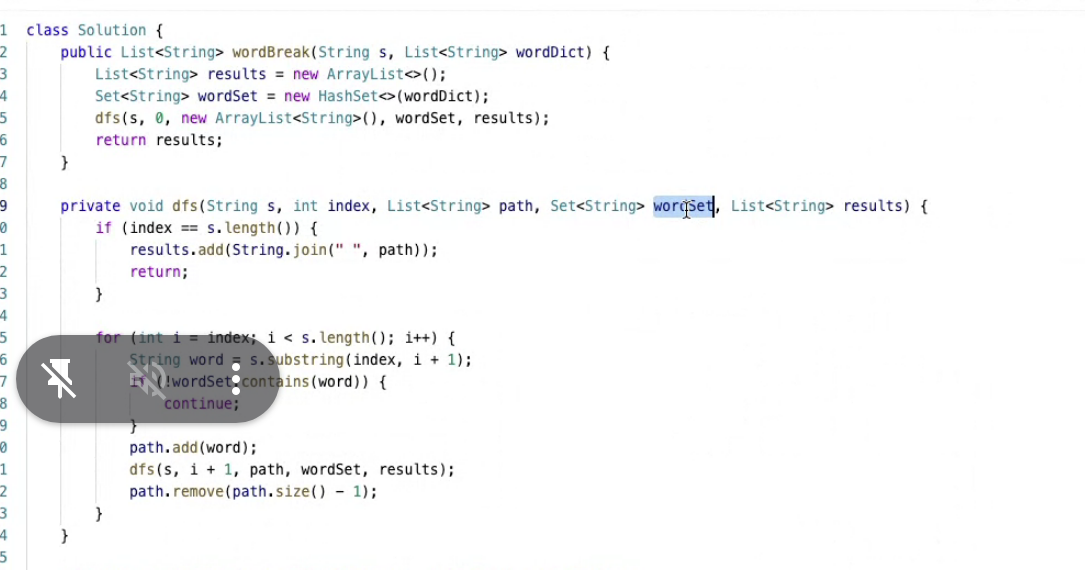 1 class Solution {
2 public List<String> wordBreak(String s, List<String> wordDict) {
3 List<String> results = new ArrayList<>();
4 Set<String> wordSet = new HashSet<>(wordDict);
5 dfs(s, 0, new ArrayList<String>(), wordSet, results);
6 return results;
7 }
8
9 private void dfs(String s, int index, List<String> path, Set<String> wordSet, List<String> results) {
0 if (index == s.length()) {
1 results.add(String.join(" ", path));
2 return;
3 }
4
5 for (int i = index; i < s.length(); i++) {
6 String word = s.substring(index, i + 1);
7 if (!wordSet.contains(word)) {
8 continue;
9 }
0 path.add(word);
1 dfs(s, i + 1, path, wordSet, results);
2 path.remove(path.size() - 1);
3 }
4 }
5